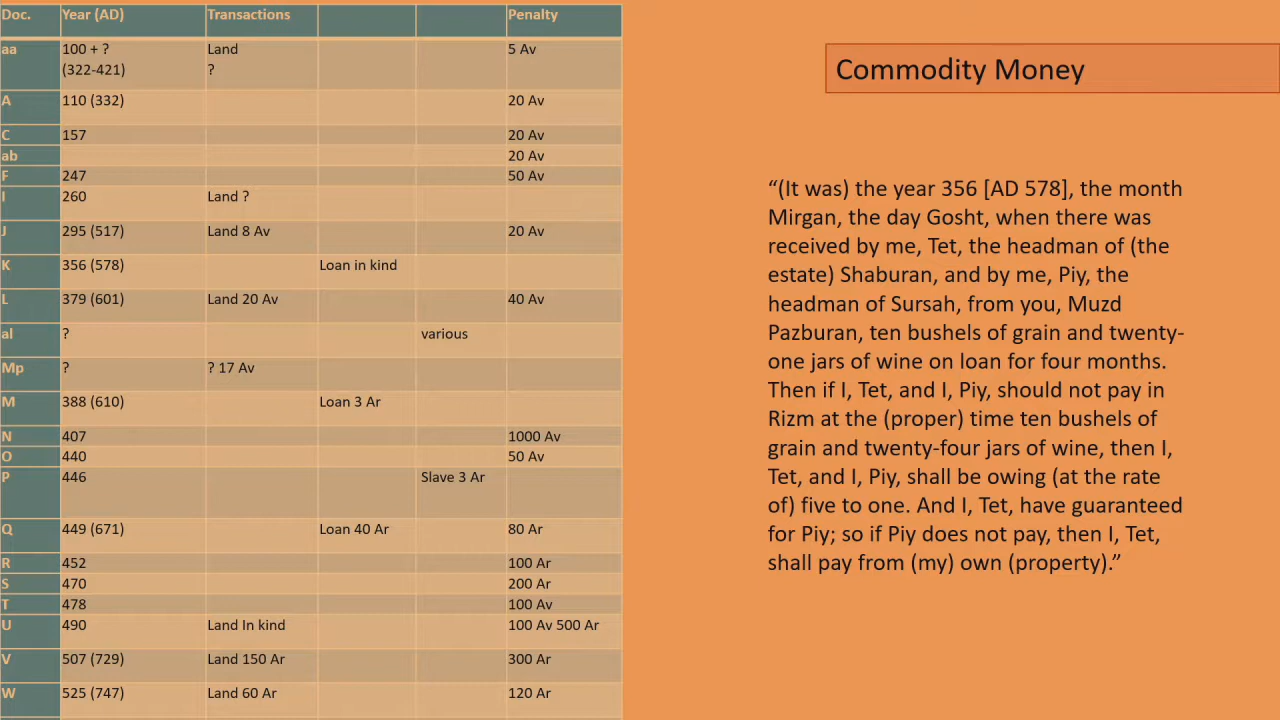 Doc. Year (AD) Transactions Penalty
aa 100 + ? Land 5 Av
(322-421) ?
A 110 (332) 20 Av
C 157 20 Av
ab 20 Av
F 247 50 Av
I 260 Land ?
J 295 (517) Land 8 Av 20 Av
K 356 (578) Loan in kind
L 379 (601) Land 20 Av 40 Av
al ? various
Mp ? ? 17 Av
M 388 (610) Loan 3 Ar
N 407 1000 Av
O 440 50 Av
P 446 Slave 3 Ar
Q 449 (671) Loan 40 Ar 80 Ar
R 452 100 Ar
S 470 200 Ar
T 478 100 Av
U 490 Land In kind 100 Av 500 Ar
V 507 (729) Land 150 Ar 300 Ar
W 525 (747) Land 60 Ar 120 Ar
Commodity Money
“(It was) the year 356 [AD 578], the month
Mirgan, the day Gosht, when there was
received by me, Tet, the headman of (the
estate) Shaburan, and by me, Piy, the
headman of Sursah, from you, Muzd
Pazburan, ten bushels of grain and twenty-
one jars of wine on loan for four months.
Then if I, Tet, and I, Piy, should not pay in
Rizm at the (proper) time ten bushels of
grain and twenty-four jars of wine, then I,
Tet, and I, Piy, shall be owing (at the rate
of) five to one. And I, Tet, have guaranteed
for Piy; so if Piy does not pay, then I, Tet,
shall pay from (my) own (property).”